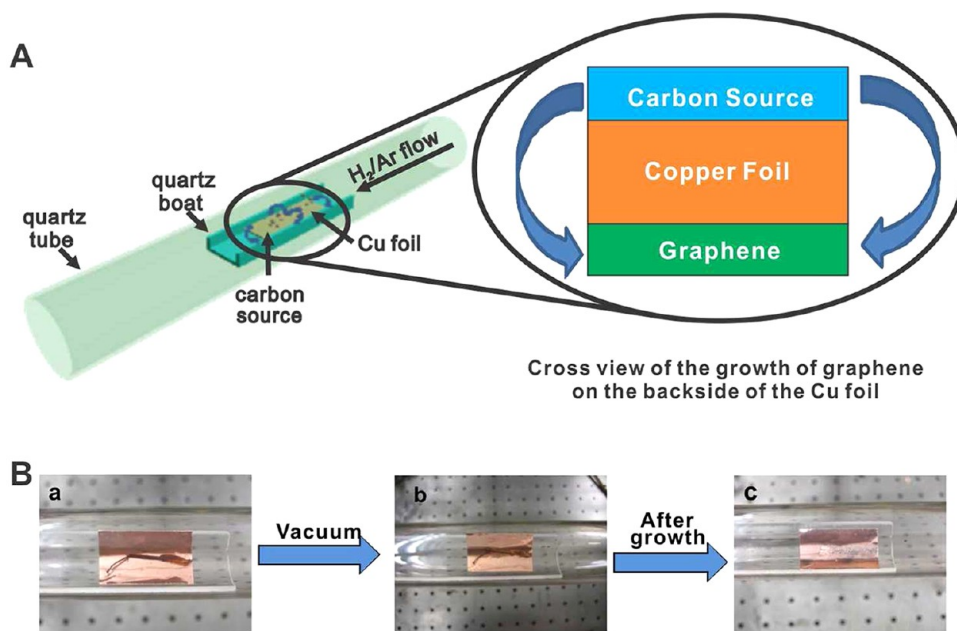 A
quartz
tube
quartz
boat
H₂/Ar flow
Cu foil
carbon
source
Carbon Source
Copper Foil
Graphene
Cross view of the growth of graphene
on the backside of the Cu foil
B
a
Vacuum
b
After
growth
c